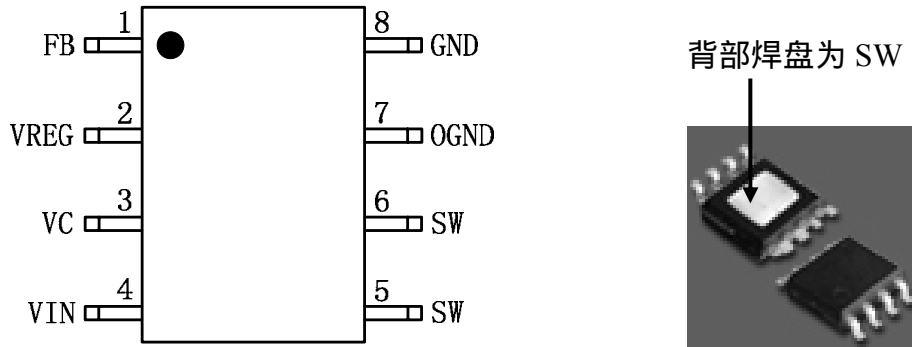 FB 1 8 GND
背部焊盘为 SW
VREG 2 7 OGND
VC 3 6 SW
VIN 4 5 SW